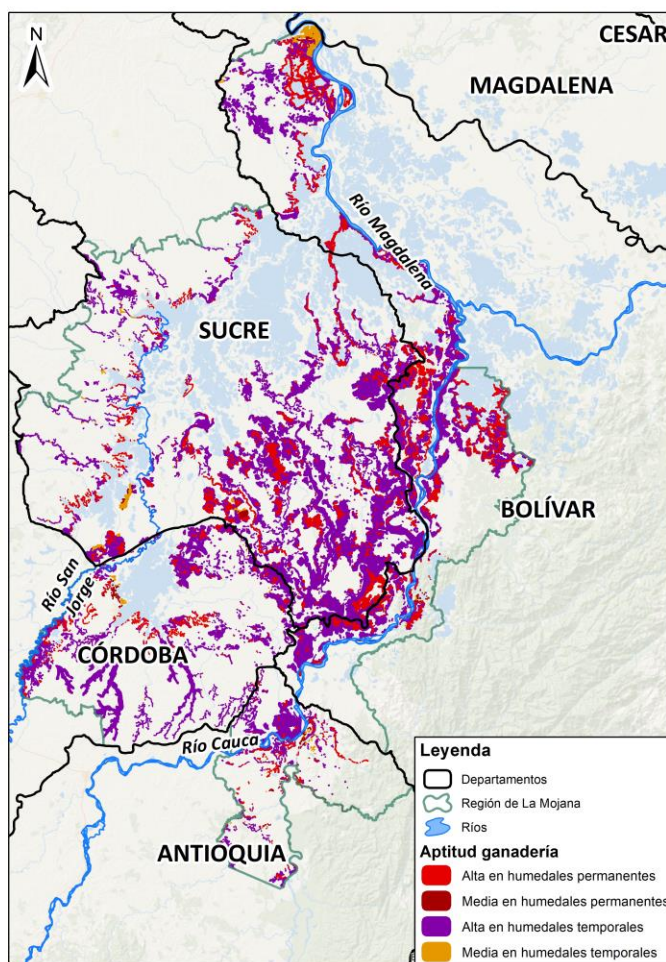 N
CESAR
MAGDALENA
Río Magdalena
SUCRE
BOLÍVAR
Río San
Jorge
CÓRDOBA
Río Cauca
ANTIOQUIA
Leyenda
Departamentos
Región de La Mojana
Ríos
Aptitud ganadería
Alta en humedales permanentes
Media en humedales permanentes
Alta en humedales temporales
Media en humedales temporales